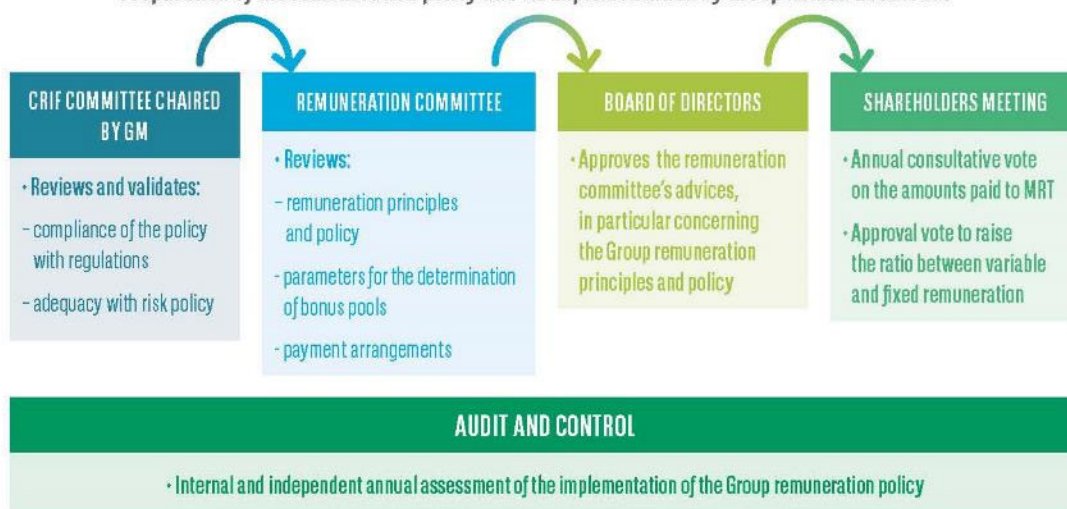 CRIF COMMITTEE CHAIRED
BY GM
• Reviews and validates:
– compliance of the policy
with regulations
– adequacy with risk policy
REMUNERATION COMMITTEE
• Reviews:
– remuneration principles
and policy
- parameters for the determination
of bonus pools
- payment arrangements
BOARD OF DIRECTORS
• Approves the remuneration
committee's advices,
in particular concerning
the Group remuneration
principles and policy
SHAREHOLDERS MEETING
• Annual consultative vote
on the amounts paid to MRT
• Approval vote to raise
the ratio between variable
and fixed remuneration
AUDIT AND CONTROL
• Internal and independent annual assessment of the implementation of the Group remuneration policy